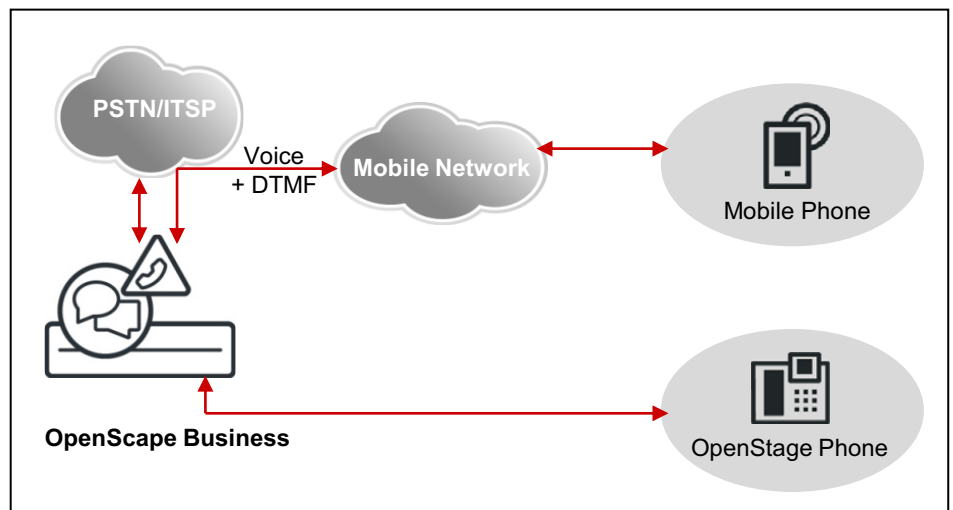 PSTN/ITSP
Voice
+ DTMF
Mobile Network
Mobile Phone
OpenScape Business
OpenStage Phone